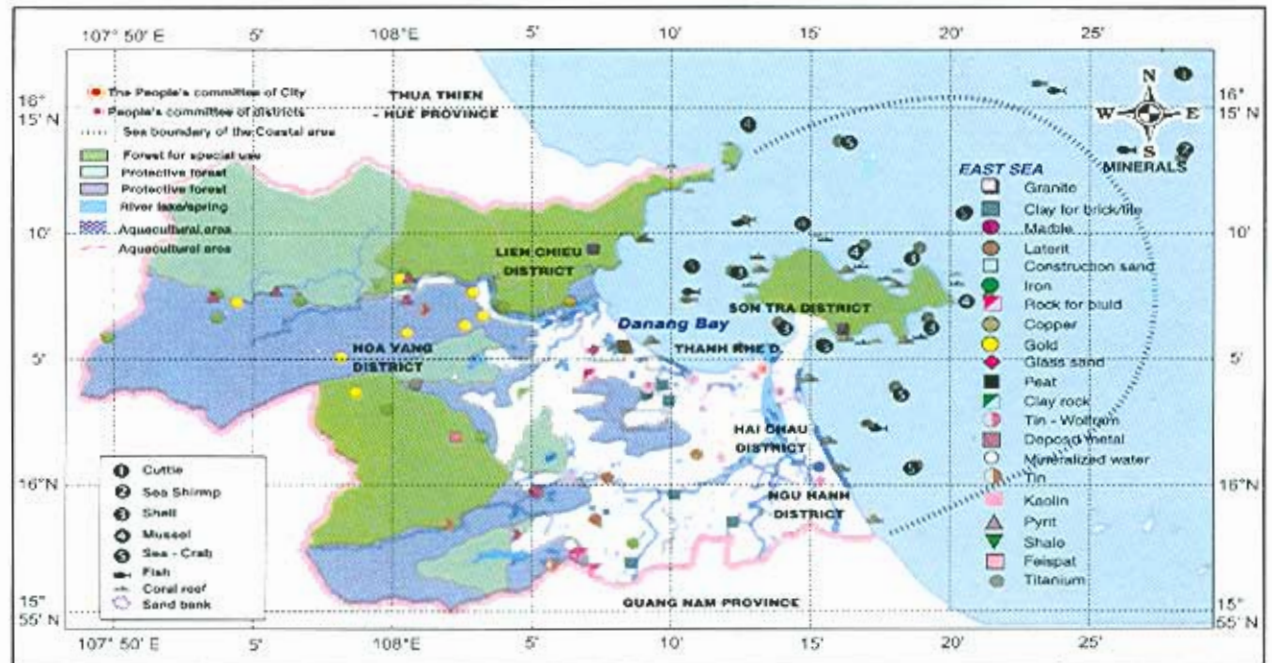 107° 50' E
5'
108°E
5'
10'
15'
20'
25'
16°
15' N
10'
5'
16°N
15°
55' N
16°
15' N
10'
5'
16°N
15°
55' N
The People's committee of City
People's committee of districts
Sea boundary of the Coastal area
Forest for special use
Protective forest
Protective forest
River lake/spring
Aquacultural area
Aquacultural area
THUA THIEN
- HUE PROVINCE
N
W
E
S
MINERALS
EAST SEA
Granite
Clay for brick/tile
Marble
Laterit
Construction sand
Iron
Rock for biuld
Copper
Gold
Glass sand
Peat
Clay rock
Tin - Wolfram
Deposd metal
Mineralized water
Tin
Kaolin
Pyrit
Shale
Feispat
Titanium
LIEN CHIEU
DISTRICT
SON TRA DISTRICT
Danang Bay
THANH KHE D.
HOA VANG
DISTRICT
HAI CHAU
DISTRICT
NGU HANH
DISTRICT
QUANG NAM PROVINCE
1 Cuttle
2 Sea Shirmp
3 Shell
4 Mussel
5 Sea - Crab
Fish
Coral reef
Sand bank
107° 50' E
5'
108°E
5'
10'
15'
20'
25'